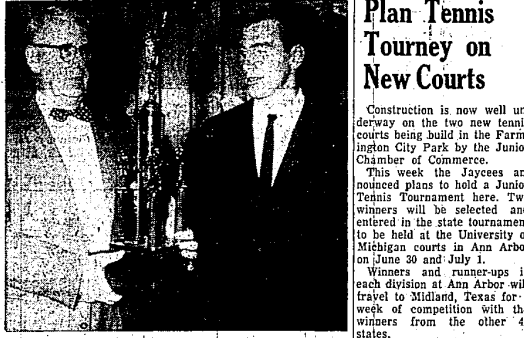 Plan Tennis
Tourney on
New Courts
Construction is now well un
derway on the two new tenni
courts being build in the Farm
ington City Park by the Junio
Chamber of Commerce.
This week the Jaycees an
nounced plans to hold a Junio
Tennis Tournament here. Tw
winners will be selected an
entered in the state tournamen
to be held at the University o
Michigan courts in Ann Arbo
on June 30 and July 1.
Winners and runner-ups i
each division at Ann Arbor wil
travel to Midland, Texas for
week of competition with th
winners from the other 4
states.